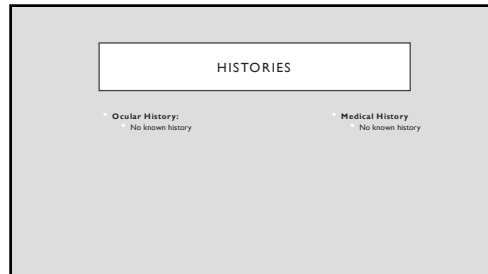 HISTORIES
Ocular History:
No known history
Medical History
No known history